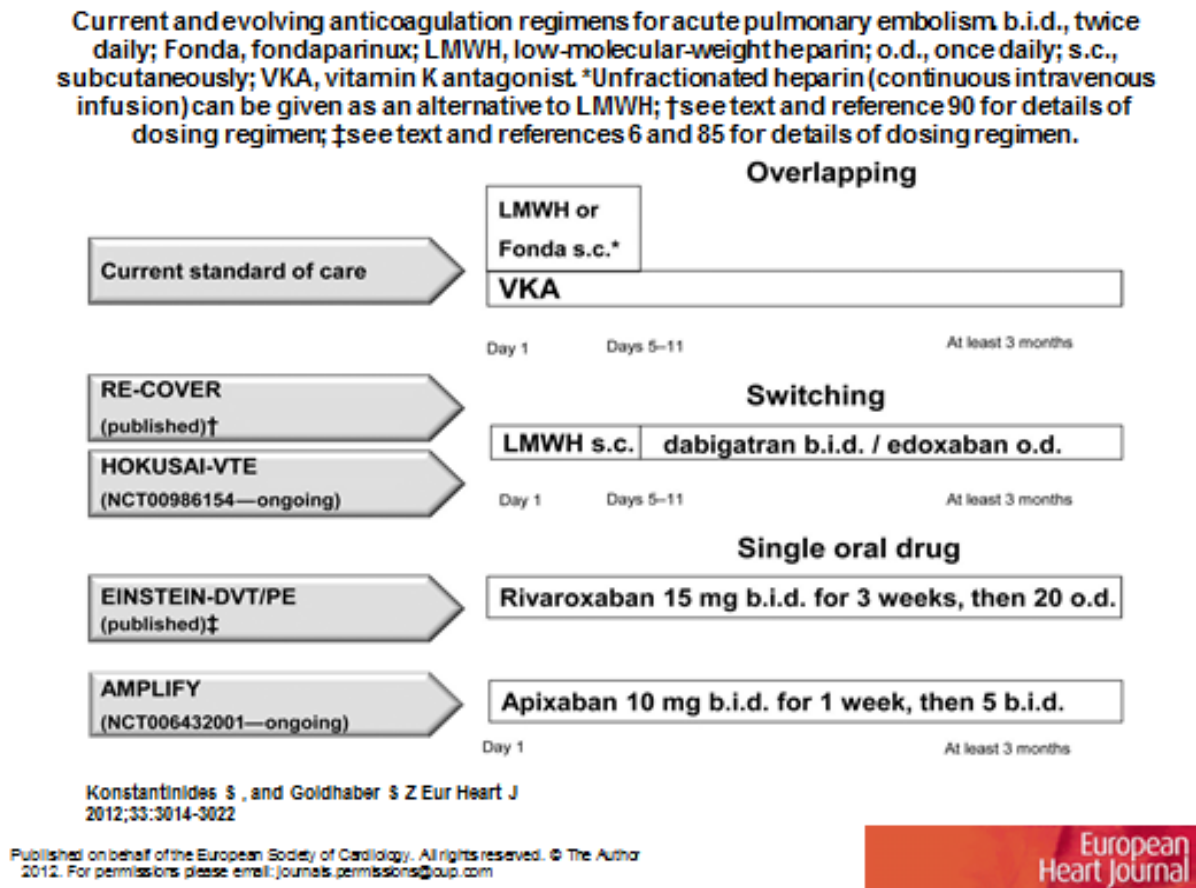 Current and evolving anticoagulation regimens for acute pulmonary embolism. b.i.d., twice
daily; Fonda, fondaparinux; LMWH, low-molecular-weight heparin; o.d., once daily; s.c.,
subcutaneously; VKA, vitamin K antagonist. *Unfractionated heparin (continuous intravenous
infusion) can be given as an alternative to LMWH; †see text and reference 90 for details of
dosing regimen; ‡see text and references 6 and 85 for details of dosing regimen.
Overlapping
LMWH or
Fonda s.c.*
Current standard of care
VKA
Day 1 Days 5–11 At least 3 months
RE-COVER
(published)†
Switching
LMWH s.c. dabigatran b.i.d. / edoxaban o.d.
HOKUSAI-VTE
(NCT00986154—ongoing)
Day 1 Days 5–11 At least 3 months
Single oral drug
EINSTEIN-DVT/PE
(published)‡
Rivaroxaban 15 mg b.i.d. for 3 weeks, then 20 o.d.
AMPLIFY
(NCT006432001—ongoing)
Apixaban 10 mg b.i.d. for 1 week, then 5 b.i.d.
Day 1 At least 3 months
Konstantinides S , and Goldhaber S Z Eur Heart J
2012;33:3014-3022
Published on behalf of the European Society of Cardiology. All rights reserved. © The Author
2012. For permissions please email: journals.permissions@oup.com
European
Heart Journal